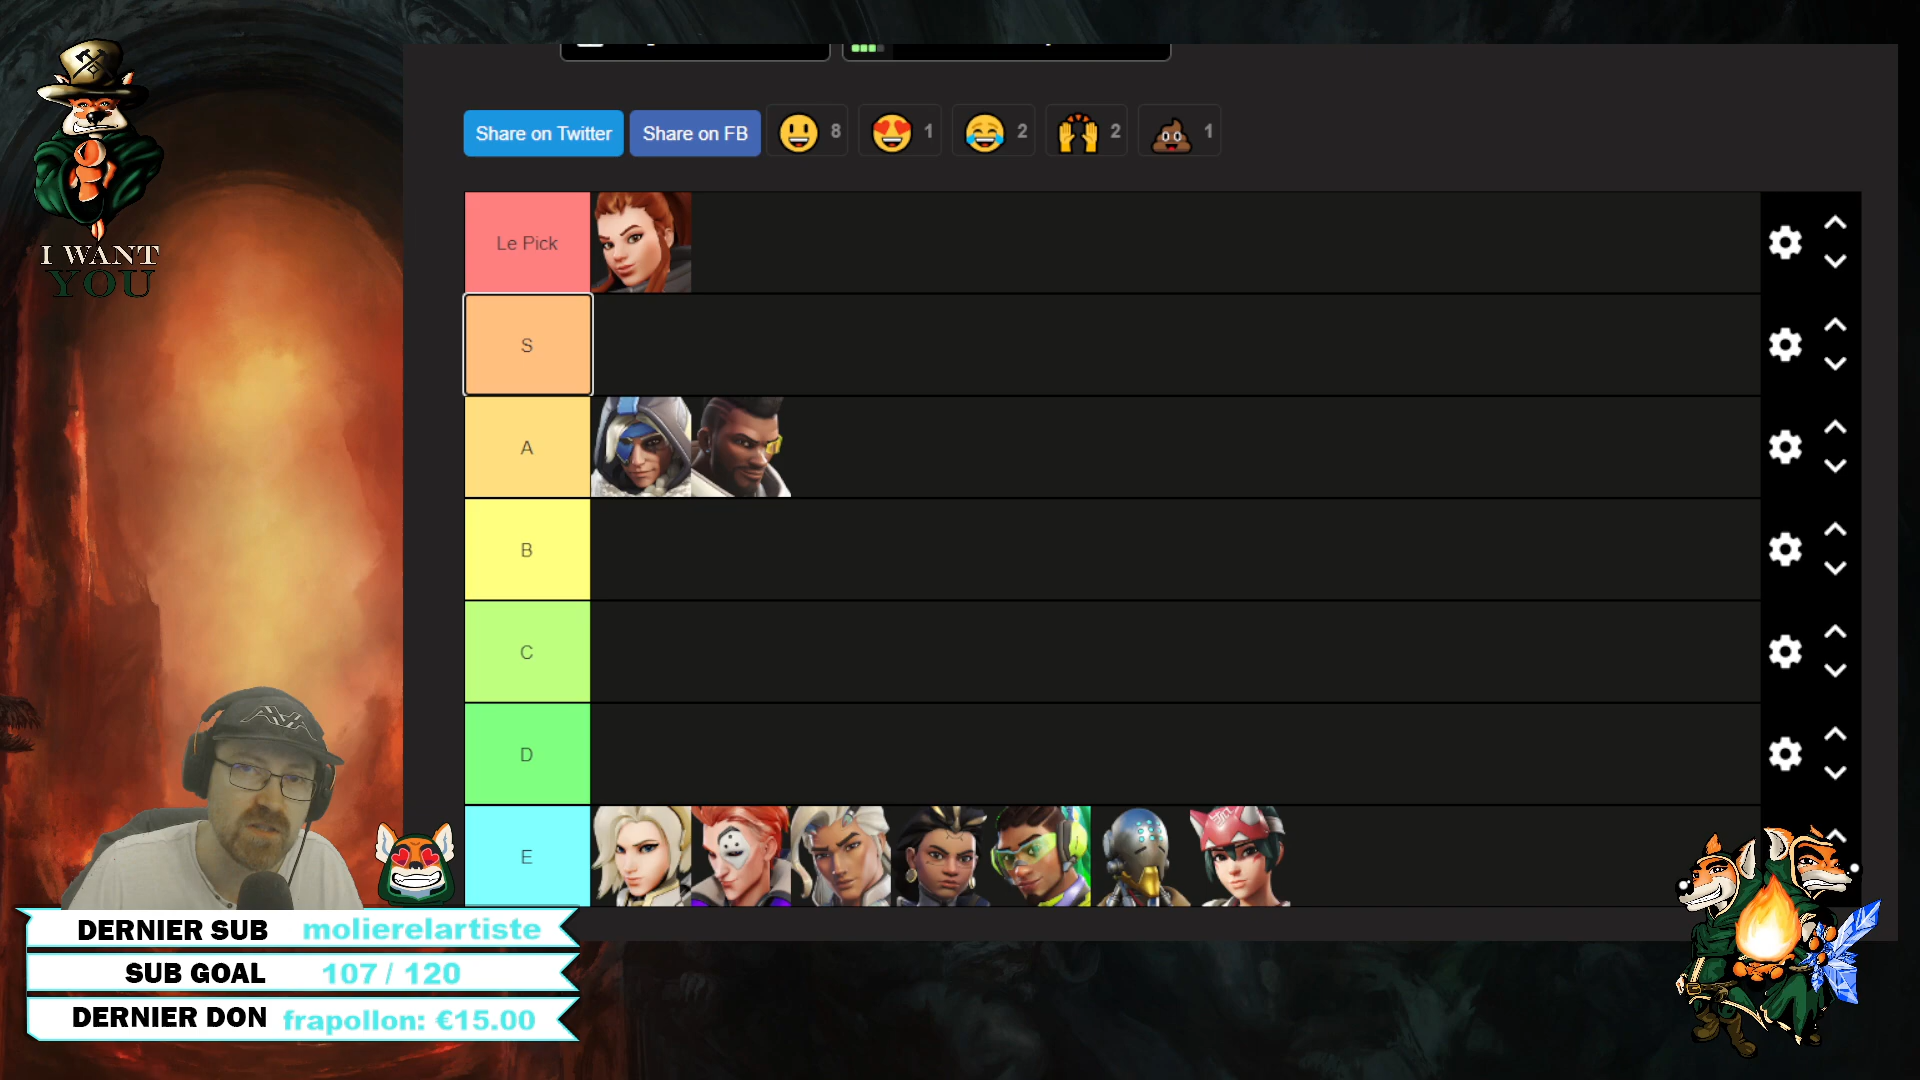 I WANT
YOU
Share on Twitter
Share on FB
8
1
2
2
1
Le Pick
S
A
B
C
D
E
DERNIER SUB molierelartiste
SUB GOAL 107 / 120
DERNIER DON frapollon: €15.00